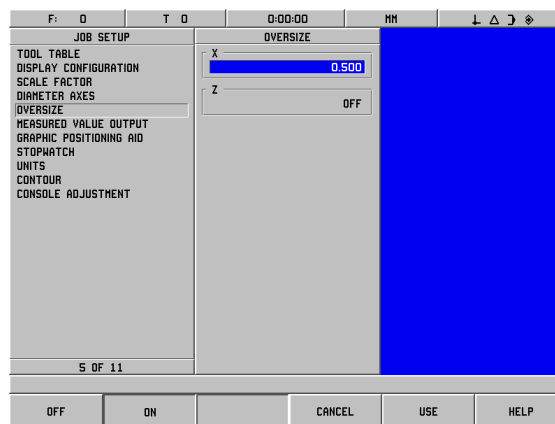 F: 0 T 0 0:00:00 MM
JOB SETUP
TOOL TABLE
DISPLAY CONFIGURATION
SCALE FACTOR
DIAMETER AXES
OVERSIZE
MEASURED VALUE OUTPUT
GRAPHIC POSITIONING AID
STOPWATCH
UNITS
CONTOUR
CONSOLE ADJUSTMENT
5 OF 11
OVERSIZE
X
0.500
Z
OFF
OFF ON CANCEL USE HELP